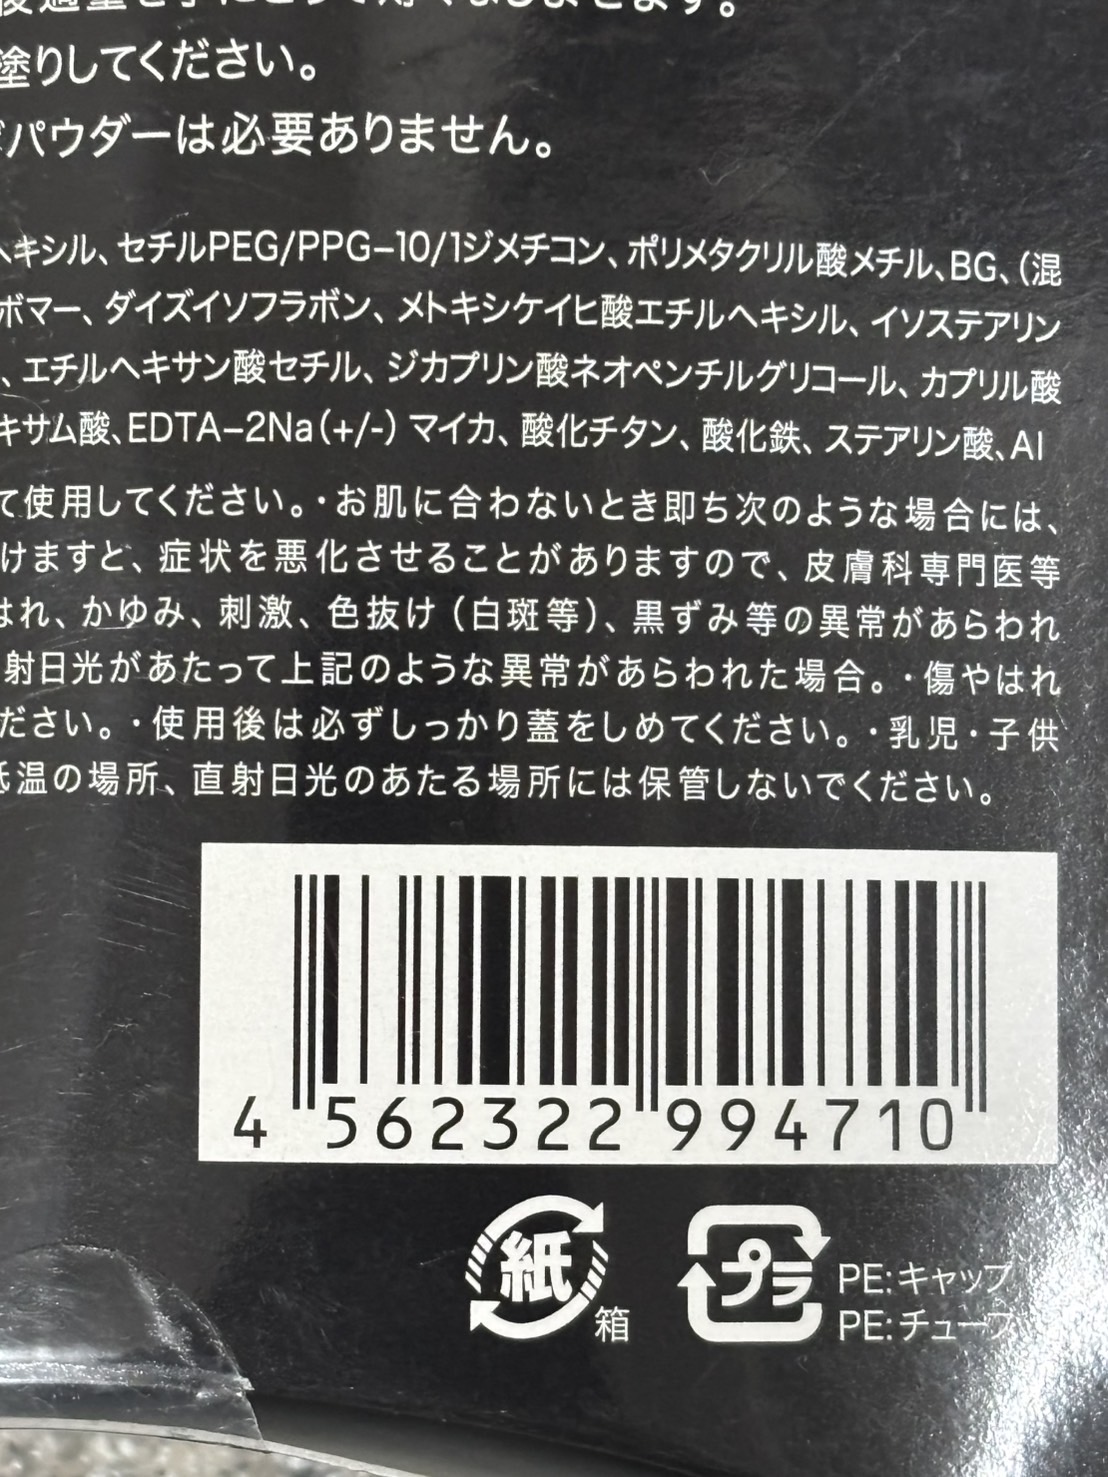 後適量を手にとって
塗りしてください。
パウダーは必要ありません。
ヘキシル、セチルPEG/PPG–10/1ジメチコン、ポリメタクリル酸メチル、BG、(混
ボマー、ダイズイソフラボン、メトキシケイヒ酸エチルヘキシル、イソステアリン
、エチルヘキサン酸セチル、ジカプリン酸ネオペンチルグリコール、カプリル酸
キサム酸、EDTA–2Na(+/-) マイカ、酸化チタン、酸化鉄、ステアリン酸、Al
て使用してください。・お肌に合わないとき即ち次のような場合には、
けますと、症状を悪化させることがありますので、皮膚科専門医等
はれ、かゆみ、刺激、色抜け(白斑等)、黒ずみ等の異常があらわれ
射日光があたって上記のような異常があらわれた場合。・傷やはれ
ださい。・使用後は必ずしっかり蓋をしめてください。・乳児・子供
低温の場所、直射日光のあたる場所には保管しないでください。
4 562322 994710
紙 箱
プラ PE:キャップ
PE:チューブ